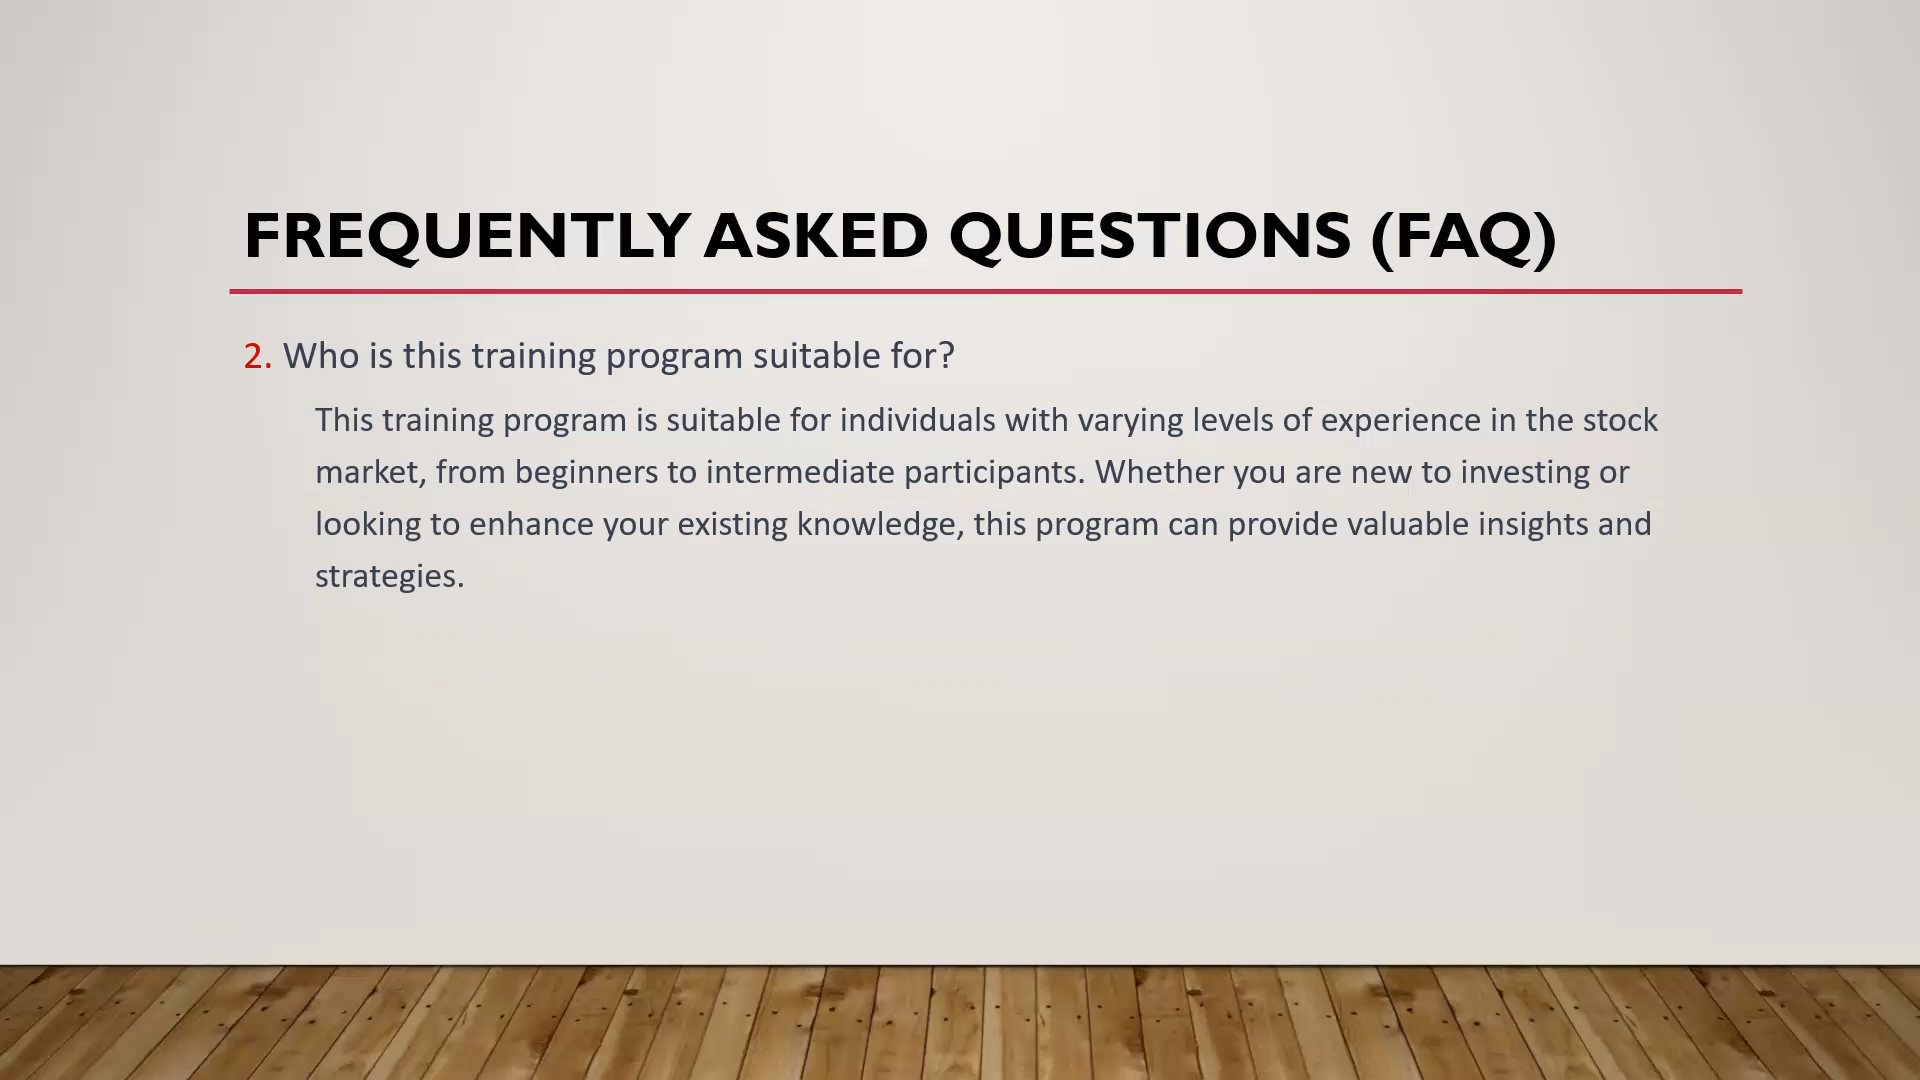 FREQUENTLY ASKED QUESTIONS (FAQ)
2. Who is this training program suitable for?
This training program is suitable for individuals with varying levels of experience in the stock
market, from beginners to intermediate participants. Whether you are new to investing or
looking to enhance your existing knowledge, this program can provide valuable insights and
strategies.